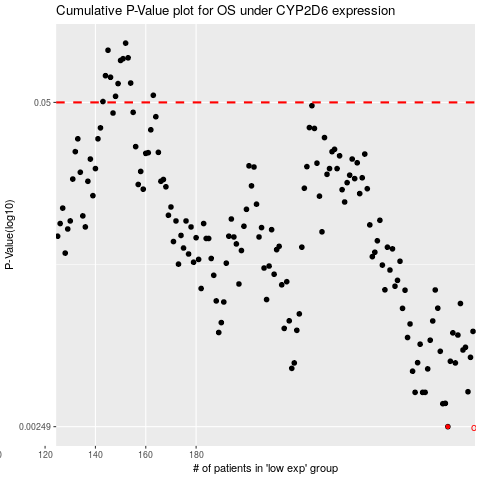 Cumulative P-Value plot for OS under CYP2D6 expression
P-Value(log10)
0.05
0.00249
0
120
140
160
180
# of patients in 'low exp' group